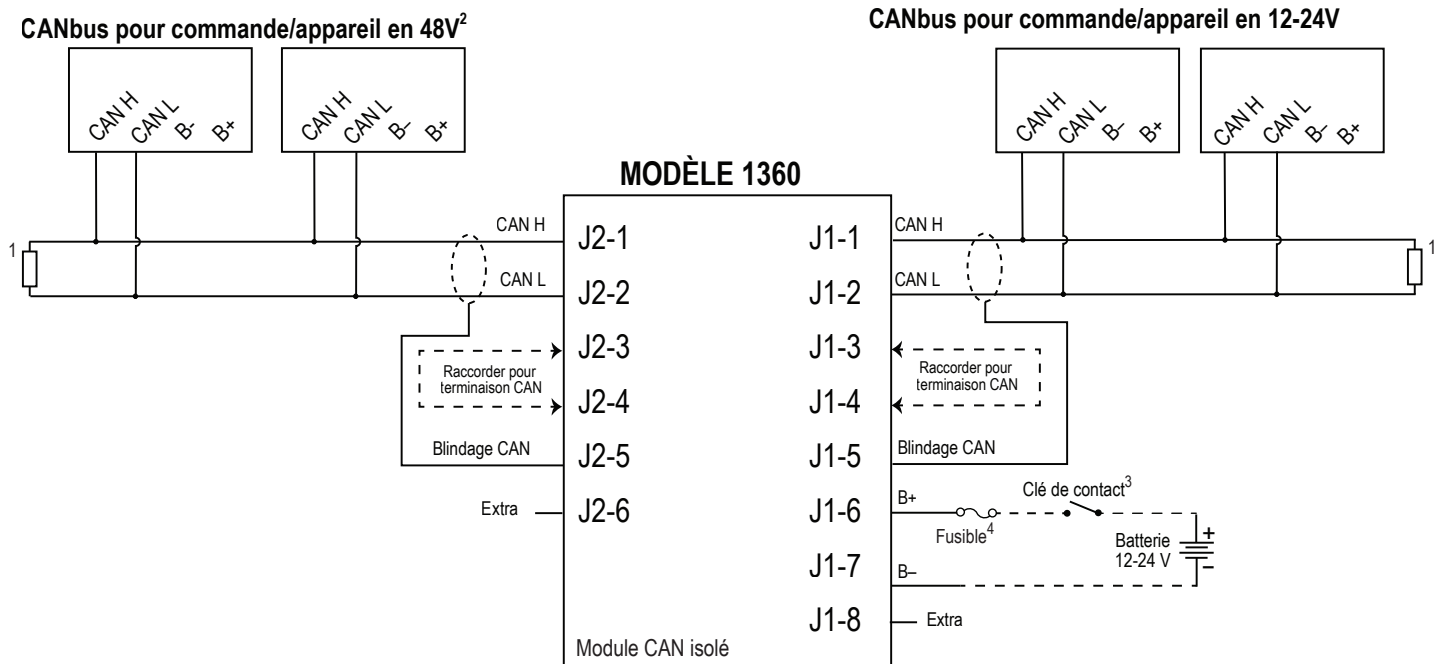 CANbus pour commande/appareil en 48V²
CANbus pour commande/appareil en 12-24V
CAN H
CAN L
B-
B+
CAN H
CAN L
B-
B+
CAN H
CAN L
B–
B+
CAN H
CAN L
B–
B+
MODÈLE 1360
1
CAN H
J2-1
J1-1
CAN H
1
CAN L
J2-2
J1-2
CAN L
J2-3
J1-3
Raccorder pour
terminaison CAN
Raccorder pour
terminaison CAN
J2-4
J1-4
Blindage CAN
J2-5
J1-5
Blindage CAN
Extra
J2-6
J1-6
B+
Fusible⁴
Clé de contact³
Batterie
12-24 V
+
–
J1-7
B–
J1-8
Extra
Module CAN isolé